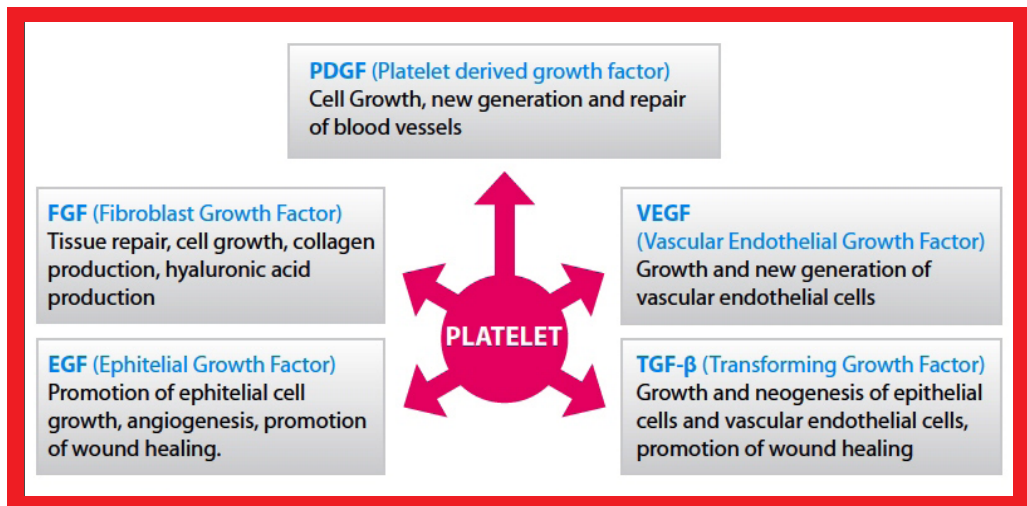 PDGF (Platelet derived growth factor)
Cell Growth, new generation and repair
of blood vessels
FGF (Fibroblast Growth Factor)
Tissue repair, cell growth, collagen
production, hyaluronic acid
production
VEGF
(Vascular Endothelial Growth Factor)
Growth and new generation of
vascular endothelial cells
PLATELET
EGF (Ephitelial Growth Factor)
Promotion of ephitelial cell
growth, angiogenesis, promotion
of wound healing.
TGF-β (Transforming Growth Factor)
Growth and neogenesis of epithelial
cells and vascular endothelial cells,
promotion of wound healing